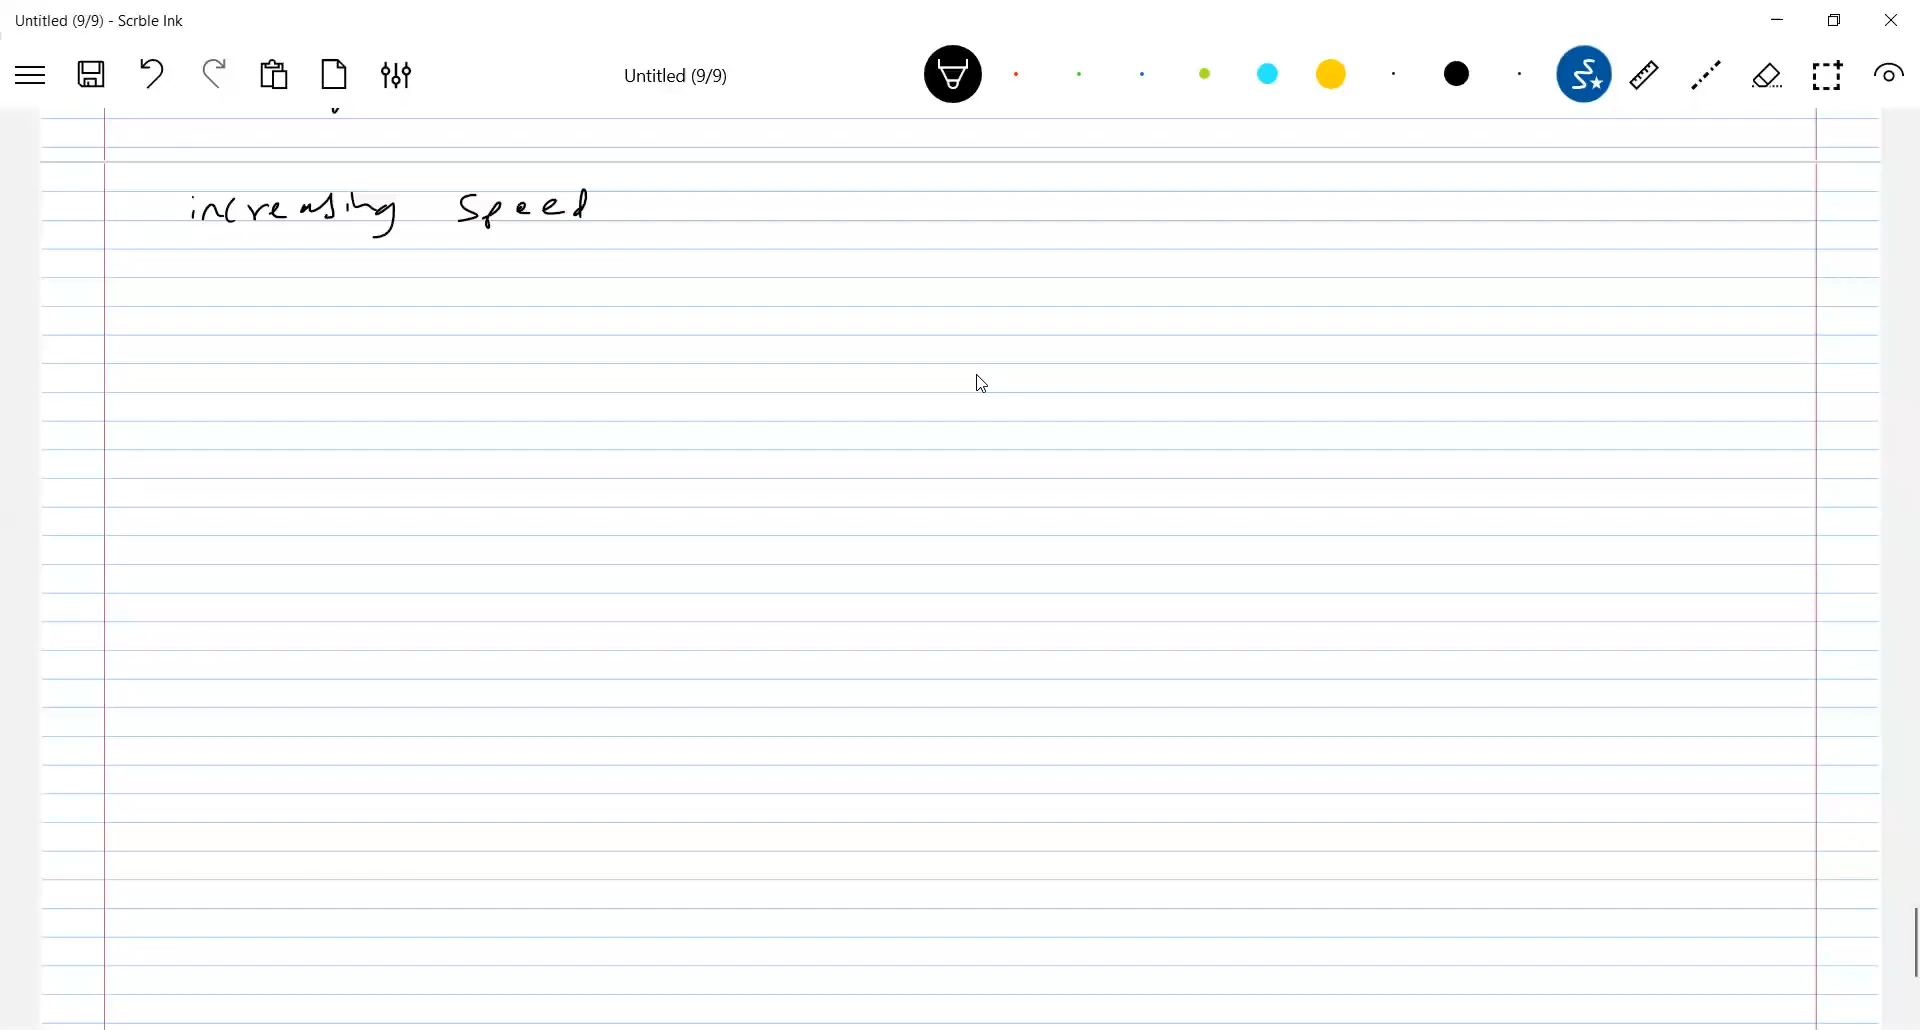 Untitled (9/9) - Scrble Ink
Untitled (9/9)
increasing Speed